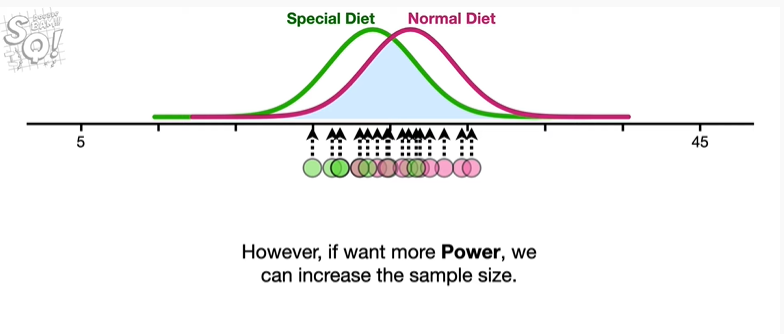 Special Diet Normal Diet
5 45
However, if want more Power, we
can increase the sample size.